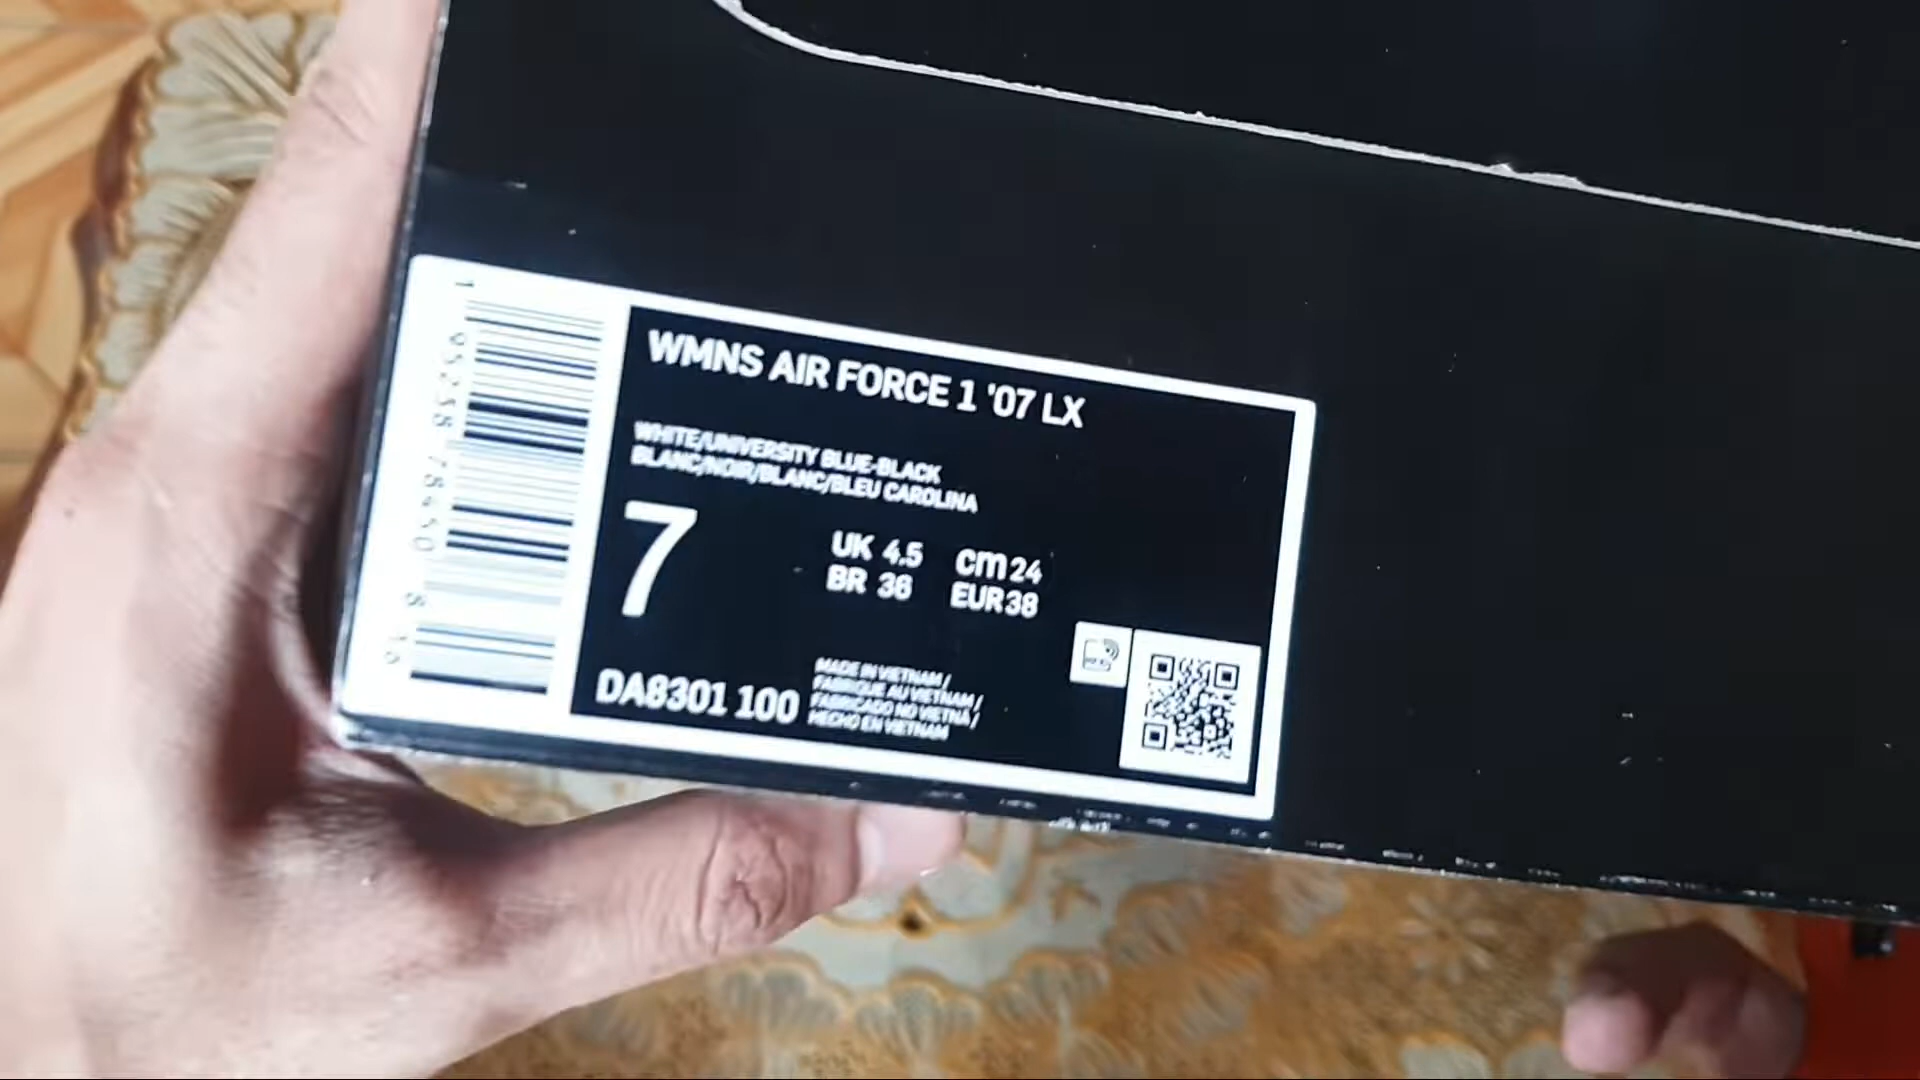 WMNS AIR FORCE 1 '07 LX
WHITE/UNIVERSITY BLUE-BLACK
BLANC/NOIR/BLANC/BLEU CAROLINA
7
UK 4.5 cm 24
BR 36 EUR 38
DA8301 100
MADE IN VIETNAM /
FABRIQUE AU VIETNAM /
FABRICADO NO VIETNÃ /
HECHO EN VIETNAM